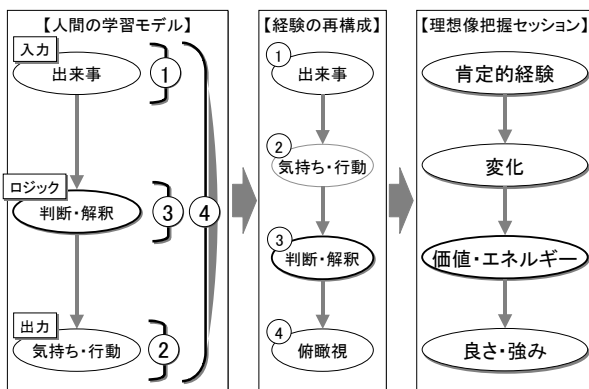 【人間の学習モデル】
入力
出来事
①
ロジック
判断・解釈
③
④
出力
気持ち・行動
②
【経験の再構成】
①
出来事
②
気持ち・行動
③
判断・解釈
④
俯瞰視
【理想像把握セッション】
肯定的経験
変化
価値・エネルギー
良さ・強み